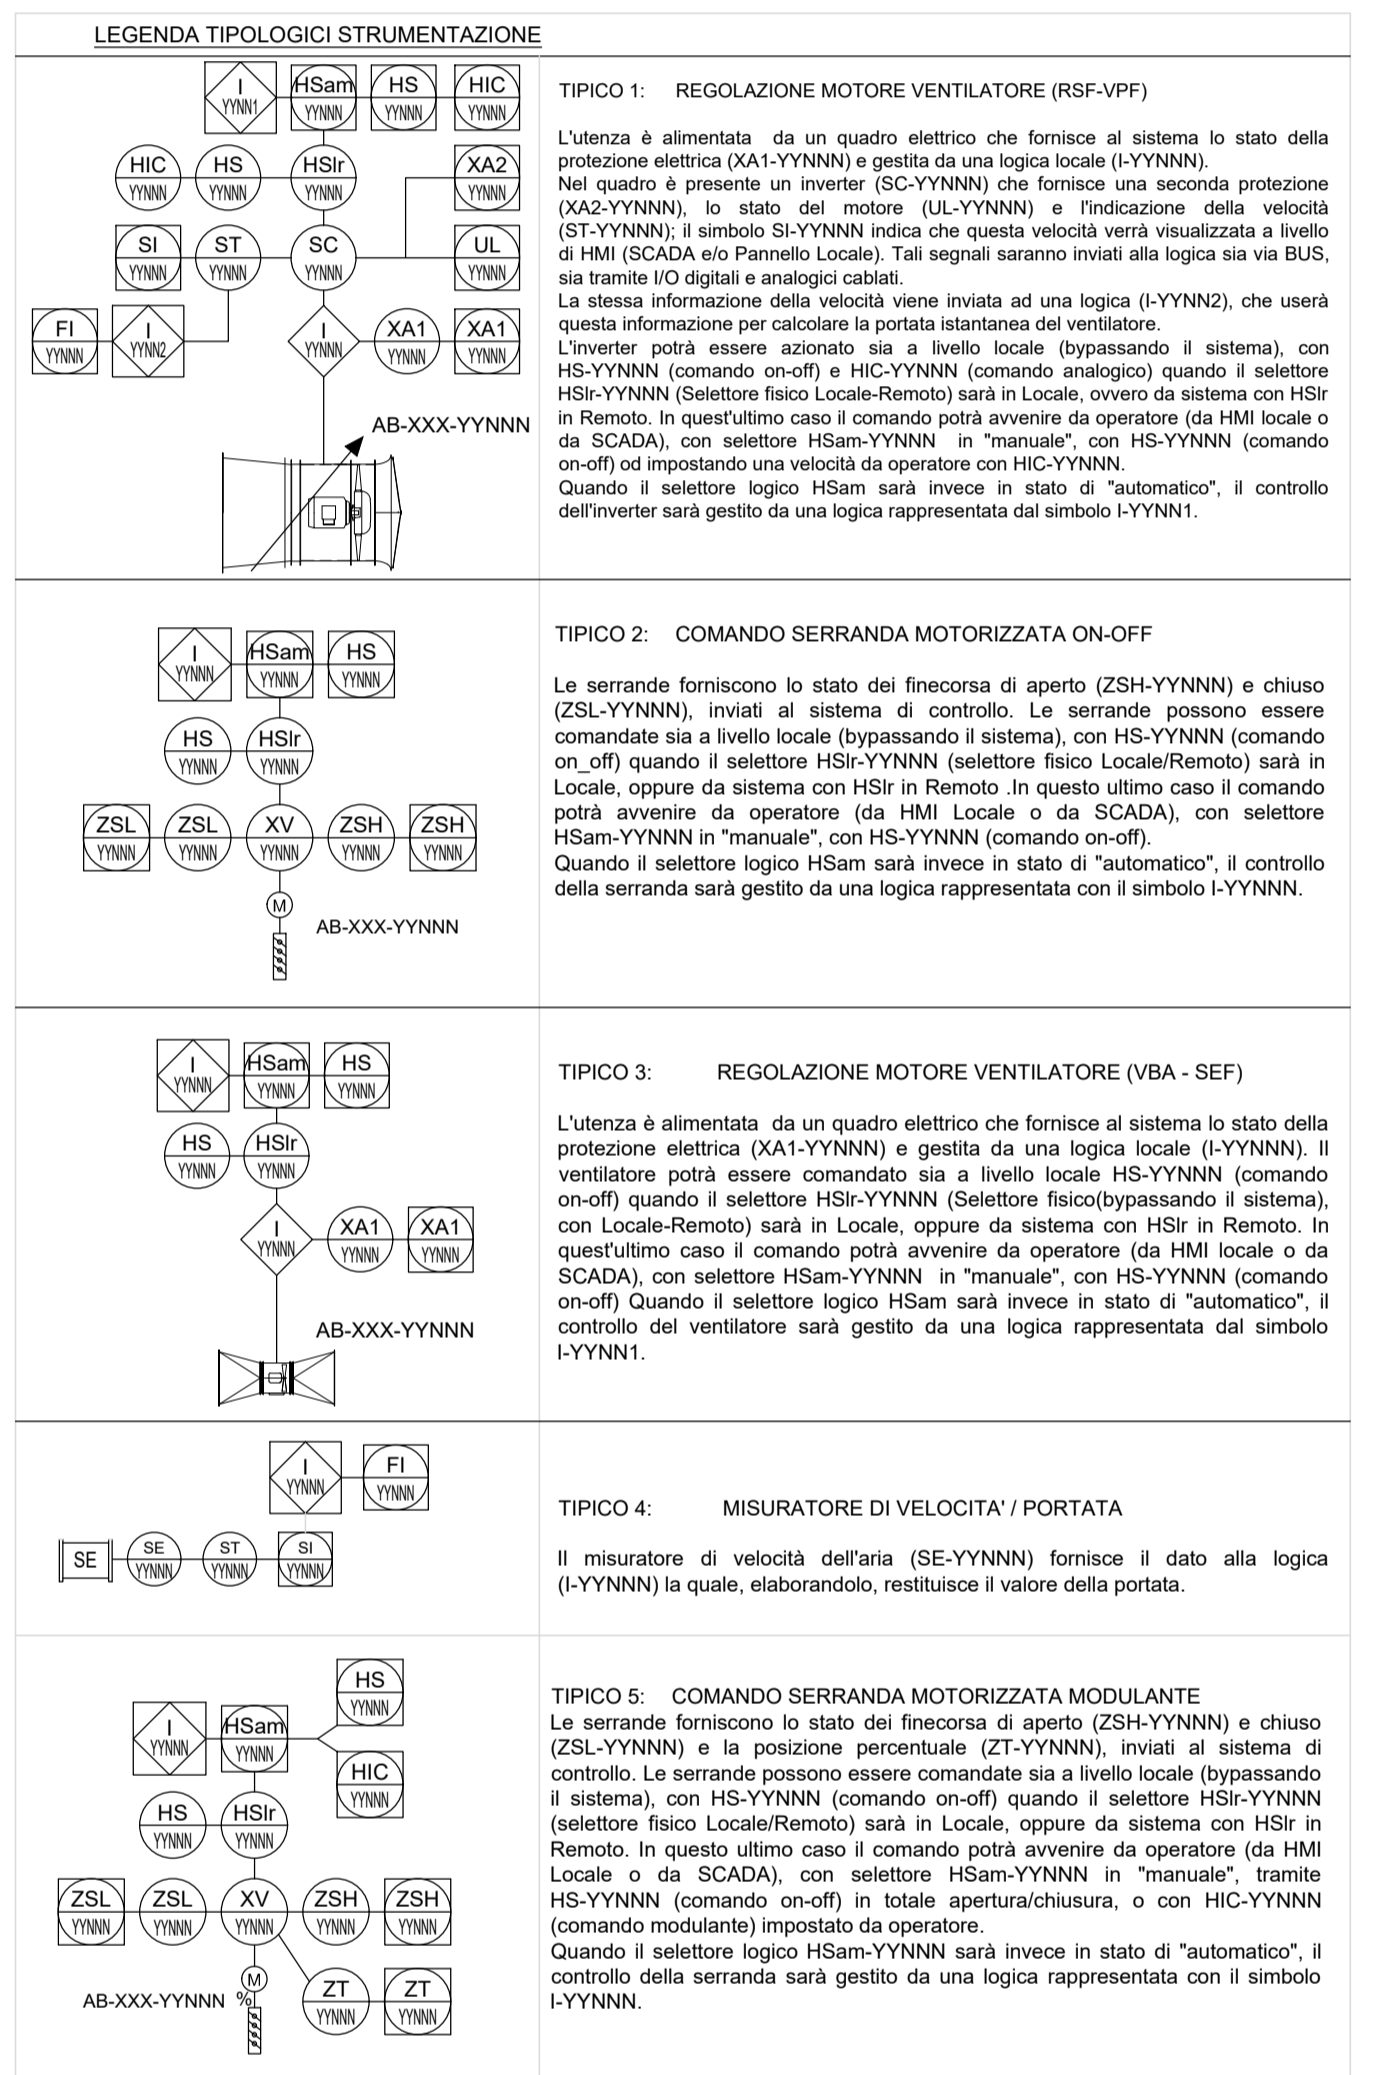 LEGENDA TIPOLOGICI STRUMENTAZIONE
I
YYNN1
HSam
YYNNN
HS
YYNNN
HIC
YYNNN
HIC
YYNNN
HS
YYNNN
HSlr
YYNNN
XA2
YYNNN
SI
YYNNN
ST
YYNNN
SC
YYNNN
UL
YYNNN
FI
YYNNN
I
YYNN2
I
YYNNN
XA1
YYNNN
XA1
YYNNN
AB-XXX-YYNNN
TIPICO 1: REGOLAZIONE MOTORE VENTILATORE (RSF-VPF)
L'utenza è alimentata da un quadro elettrico che fornisce al sistema lo stato della
protezione elettrica (XA1-YYNNN) e gestita da una logica locale (I-YYNNN).
Nel quadro è presente un inverter (SC-YYNNN) che fornisce una seconda protezione
(XA2-YYNNN), lo stato del motore (UL-YYNNN) e l'indicazione della velocità
(ST-YYNNN); il simbolo SI-YYNNN indica che questa velocità verrà visualizzata a livello
di HMI (SCADA e/o Pannello Locale). Tali segnali saranno inviati alla logica sia via BUS,
sia tramite I/O digitali e analogici cablati.
La stessa informazione della velocità viene inviata ad una logica (I-YYNN2), che userà
questa informazione per calcolare la portata istantanea del ventilatore.
L'inverter potrà essere azionato sia a livello locale (bypassando il sistema), con
HS-YYNNN (comando on-off) e HIC-YYNNN (comando analogico) quando il selettore
HSlr-YYNNN (Selettore fisico Locale-Remoto) sarà in Locale, ovvero da sistema con HSlr
in Remoto. In quest'ultimo caso il comando potrà avvenire da operatore (da HMI locale o
da SCADA), con selettore HSam-YYNNN in "manuale", con HS-YYNNN (comando
on-off) od impostando una velocità da operatore con HIC-YYNNN.
Quando il selettore logico HSam sarà invece in stato di "automatico", il controllo
dell'inverter sarà gestito da una logica rappresentata dal simbolo I-YYNN1.
I
YYNNN
HSam
YYNNN
HS
YYNNN
HS
YYNNN
HSlr
YYNNN
ZSL
YYNNN
ZSL
YYNNN
XV
YYNNN
ZSH
YYNNN
ZSH
YYNNN
M
AB-XXX-YYNNN
TIPICO 2: COMANDO SERRANDA MOTORIZZATA ON-OFF
Le serrande forniscono lo stato dei finecorsa di aperto (ZSH-YYNNN) e chiuso
(ZSL-YYNNN), inviati al sistema di controllo. Le serrande possono essere
comandate sia a livello locale (bypassando il sistema), con HS-YYNNN (comando
on_off) quando il selettore HSlr-YYNNN (selettore fisico Locale/Remoto) sarà in
Locale, oppure da sistema con HSlr in Remoto .In questo ultimo caso il comando
potrà avvenire da operatore (da HMI Locale o da SCADA), con selettore
HSam-YYNNN in "manuale", con HS-YYNNN (comando on-off).
Quando il selettore logico HSam sarà invece in stato di "automatico", il controllo
della serranda sarà gestito da una logica rappresentata con il simbolo I-YYNNN.
I
YYNNN
HSam
YYNNN
HS
YYNNN
HS
YYNNN
HSlr
YYNNN
I
YYNNN
XA1
YYNNN
XA1
YYNNN
AB-XXX-YYNNN
TIPICO 3: REGOLAZIONE MOTORE VENTILATORE (VBA - SEF)
L'utenza è alimentata da un quadro elettrico che fornisce al sistema lo stato della
protezione elettrica (XA1-YYNNN) e gestita da una logica locale (I-YYNNN). Il
ventilatore potrà essere comandato sia a livello locale HS-YYNNN (comando
on-off) quando il selettore HSlr-YYNNN (Selettore fisico(bypassando il sistema),
con Locale-Remoto) sarà in Locale, oppure da sistema con HSlr in Remoto. In
quest'ultimo caso il comando potrà avvenire da operatore (da HMI locale o da
SCADA), con selettore HSam-YYNNN in "manuale", con HS-YYNNN (comando
on-off) Quando il selettore logico HSam sarà invece in stato di "automatico", il
controllo del ventilatore sarà gestito da una logica rappresentata dal simbolo
I-YYNN1.
I
YYNNN
FI
YYNNN
SE
SE
YYNNN
ST
YYNNN
SI
YYNNN
TIPICO 4: MISURATORE DI VELOCITA' / PORTATA
Il misuratore di velocità dell'aria (SE-YYNNN) fornisce il dato alla logica
(I-YYNNN) la quale, elaborandolo, restituisce il valore della portata.
HS
YYNNN
I
YYNNN
HSam
YYNNN
HIC
YYNNN
HS
YYNNN
HSlr
YYNNN
ZSL
YYNNN
ZSL
YYNNN
XV
YYNNN
ZSH
YYNNN
ZSH
YYNNN
M
AB-XXX-YYNNN %
ZT
YYNNN
ZT
YYNNN
TIPICO 5: COMANDO SERRANDA MOTORIZZATA MODULANTE
Le serrande forniscono lo stato dei finecorsa di aperto (ZSH-YYNNN) e chiuso
(ZSL-YYNNN) e la posizione percentuale (ZT-YYNNN), inviati al sistema di
controllo. Le serrande possono essere comandate sia a livello locale (bypassando
il sistema), con HS-YYNNN (comando on-off) quando il selettore HSlr-YYNNN
(selettore fisico Locale/Remoto) sarà in Locale, oppure da sistema con HSlr in
Remoto. In questo ultimo caso il comando potrà avvenire da operatore (da HMI
Locale o da SCADA), con selettore HSam-YYNNN in "manuale", tramite
HS-YYNNN (comando on-off) in totale apertura/chiusura, o con HIC-YYNNN
(comando modulante) impostato da operatore.
Quando il selettore logico HSam-YYNNN sarà invece in stato di "automatico", il
controllo della serranda sarà gestito da una logica rappresentata con il simbolo
I-YYNNN.